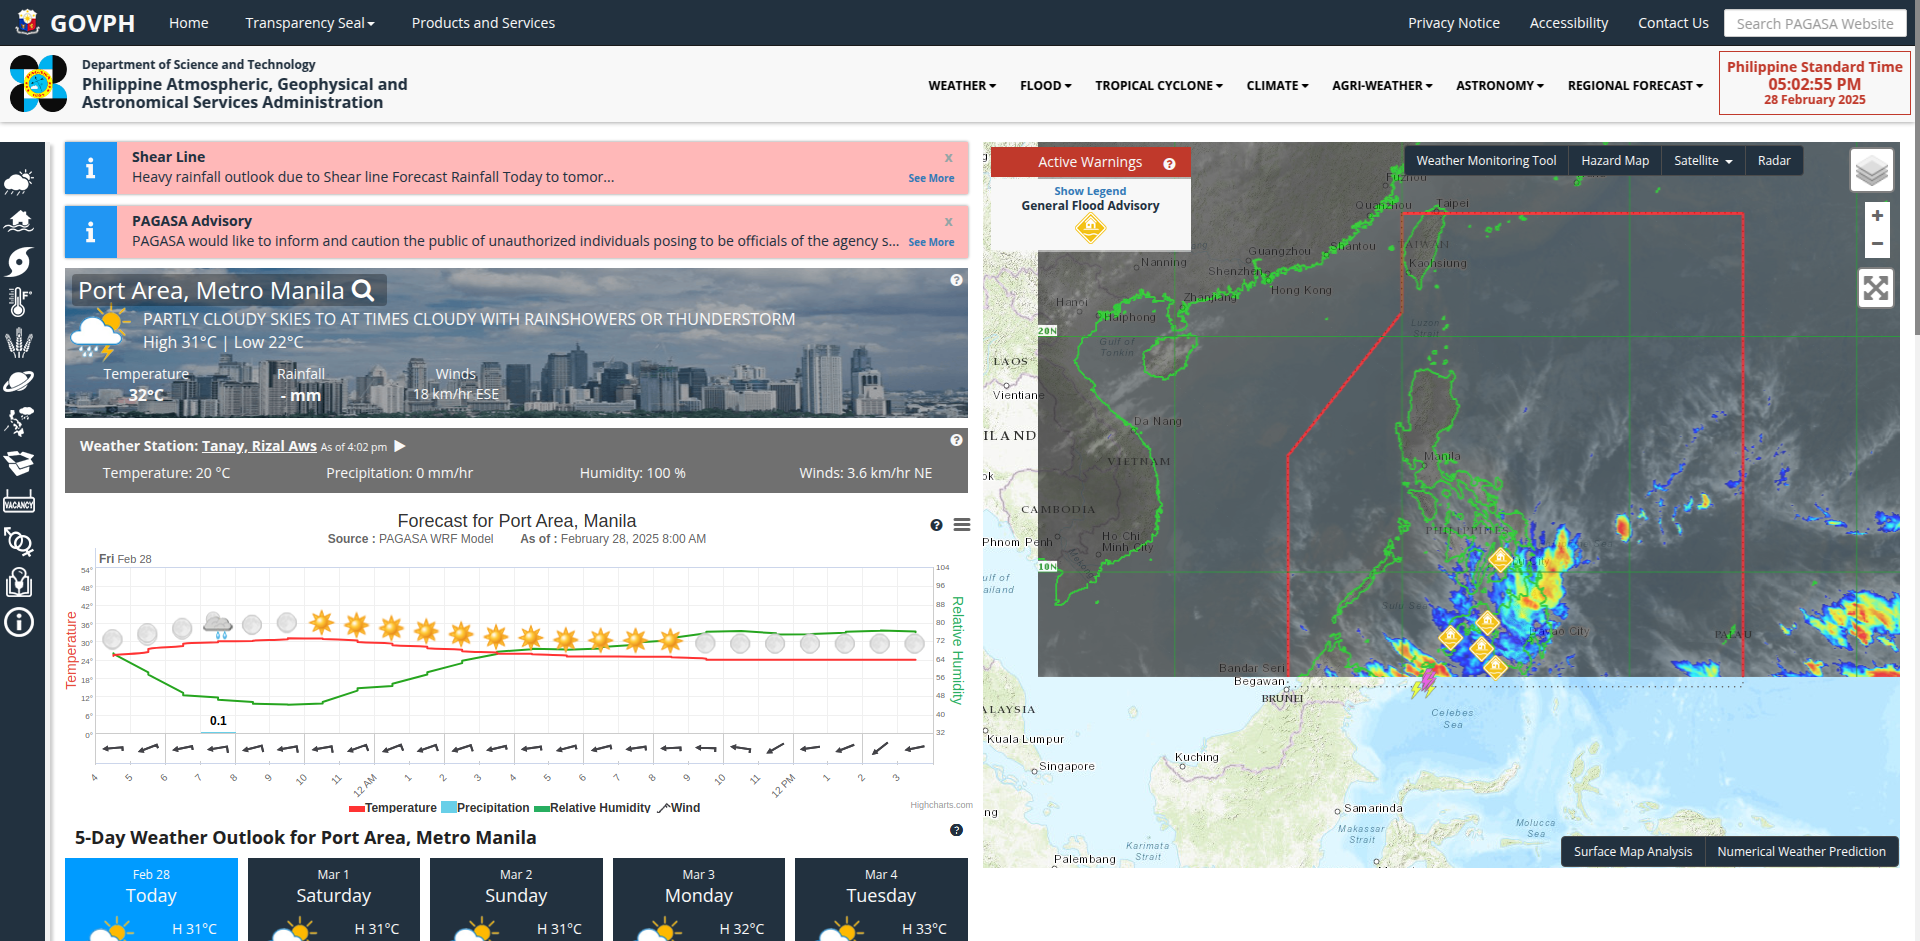 GOVPH Home Transparency Seal Products and Services Privacy Notice Accessibility Contact Us Search PAGASA Website
Department of Science and Technology
Philippine Atmospheric, Geophysical and
Astronomical Services Administration
WEATHER FLOOD TROPICAL CYCLONE CLIMATE AGRI-WEATHER ASTRONOMY REGIONAL FORECAST
Philippine Standard Time
05:02:55 PM
28 February 2025
VACANCY
Shear Line x
Heavy rainfall outlook due to Shear line Forecast Rainfall Today to tomor... See More
PAGASA Advisory x
PAGASA would like to inform and caution the public of unauthorized individuals posing to be officials of the agency s... See More
Port Area, Metro Manila
PARTLY CLOUDY SKIES TO AT TIMES CLOUDY WITH RAINSHOWERS OR THUNDERSTORM
High 31°C | Low 22°C
Temperature Rainfall Winds
32°C - mm 18 km/hr ESE
Weather Station: Tanay, Rizal Aws As of 4:02 pm
Temperature: 20 °C Precipitation: 0 mm/hr Humidity: 100 % Winds: 3.6 km/hr NE
Forecast for Port Area, Manila
Source : PAGASA WRF Model As of : February 28, 2025 8:00 AM
Fri Feb 28
54° 104
48° 96
42° 88
36° 80
30° 72
24° 64
18° 56
12° 48
6° 40
0° 32
Temperature
Relative Humidity
0.1
4 5 6 7 8 9 10 11 12 AM 1 2 3 4 5 6 7 8 9 10 11 12 PM 1 2 3
Temperature Precipitation Relative Humidity Wind
Highcharts.com
5-Day Weather Outlook for Port Area, Metro Manila
Feb 28 Mar 1 Mar 2 Mar 3 Mar 4
Today Saturday Sunday Monday Tuesday
H 31°C H 31°C H 31°C H 32°C H 33°C
Active Warnings
Show Legend
General Flood Advisory
Weather Monitoring Tool Hazard Map Satellite Radar
+
−
Fuzhou
Quanzhou Taipei
Shantou TAIWAN
Guangzhou
Nanning
Shenzhen Kaohsiung
Hong Kong
Zhanjiang
Hanoi
Haiphong
Luzon
Strait
20N
Gulf of
Tonkin
LAOS
Vientiane
Da Nang
ILAND
Manila
VIETNAM
ok
CAMBODIA
PHILIPPINES
Phnom Penh
Ho Chi
Minh City
10N
ulf of
ailand
Sulu Sea
Davao City
PALAU
Bandar Seri
Begawan
BRUNEI
ALAYSIA
Celebes
Sea
Kuala Lumpur
Kuching
Singapore
Samarinda
ng
Makassar
Strait
Molucca
Sea
Karimata
Strait
Palembang
Surface Map Analysis Numerical Weather Prediction